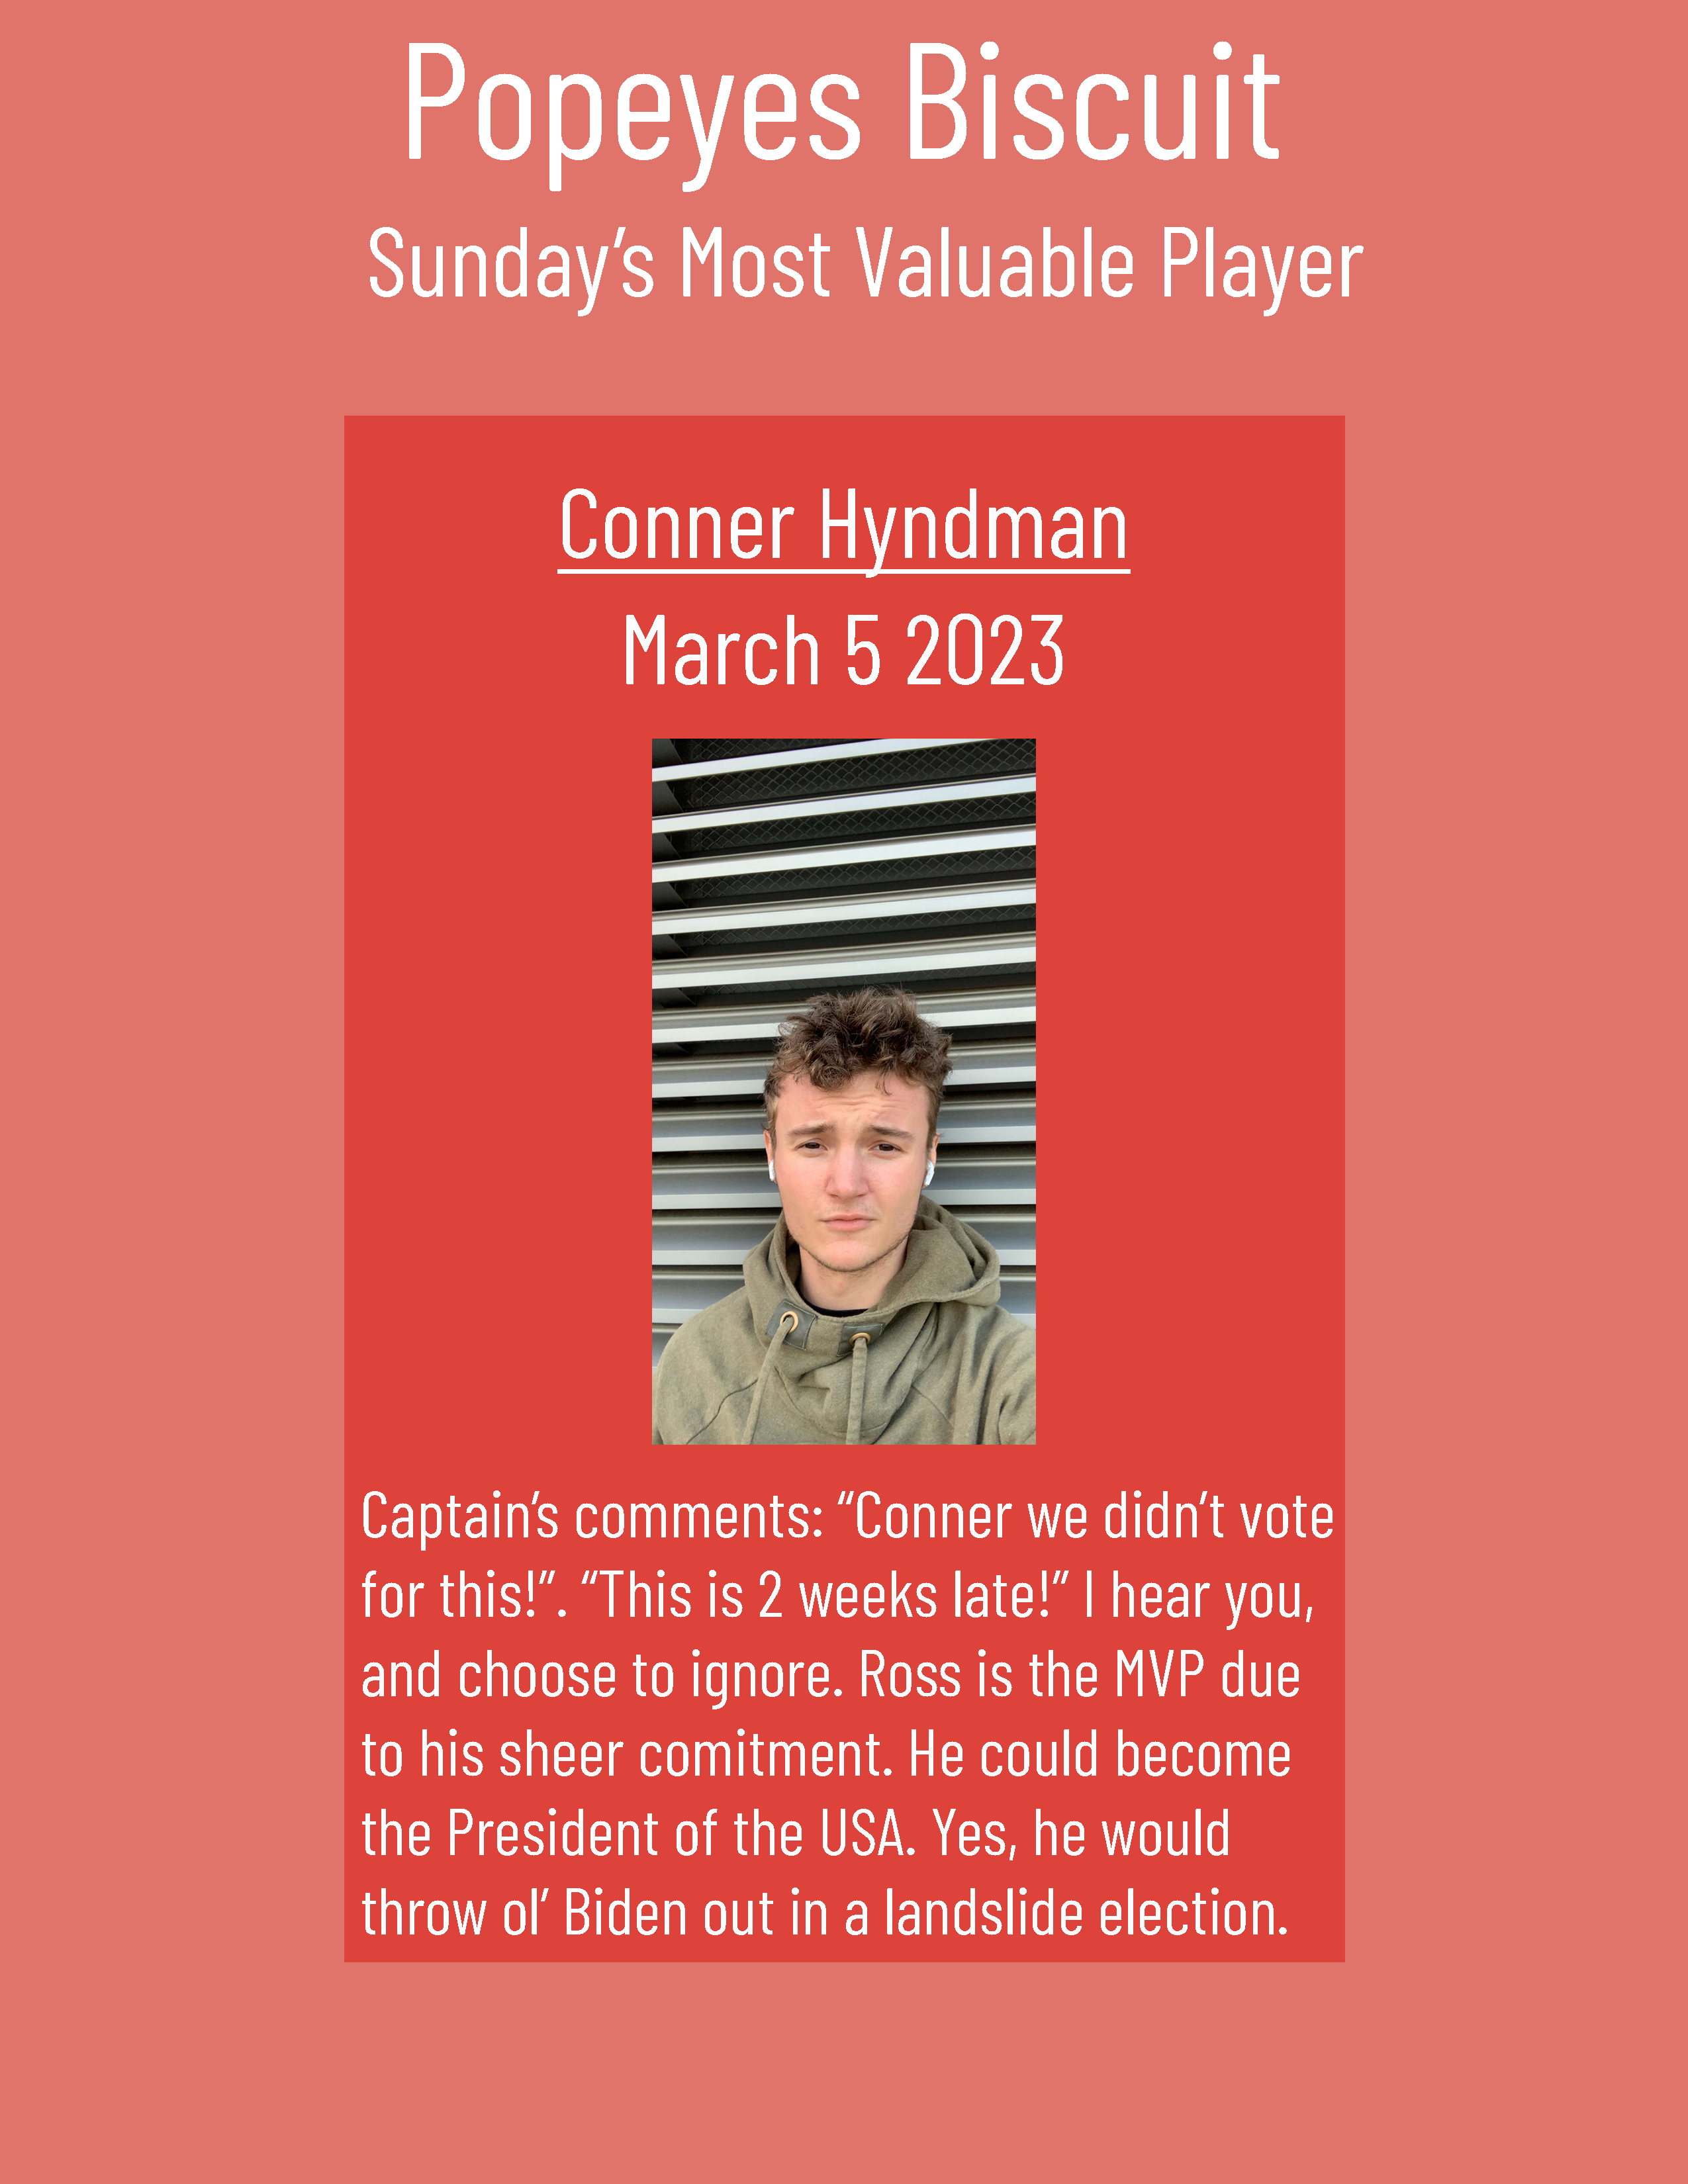 Popeyes Biscuit
Sunday’s Most Valuable Player
Conner Hyndman
March 5 2023
Captain’s comments: “Conner we didn’t vote
for this!”. “This is 2 weeks late!” I hear you,
and choose to ignore. Ross is the MVP due
to his sheer comitment. He could become
the President of the USA. Yes, he would
throw ol’ Biden out in a landslide election.